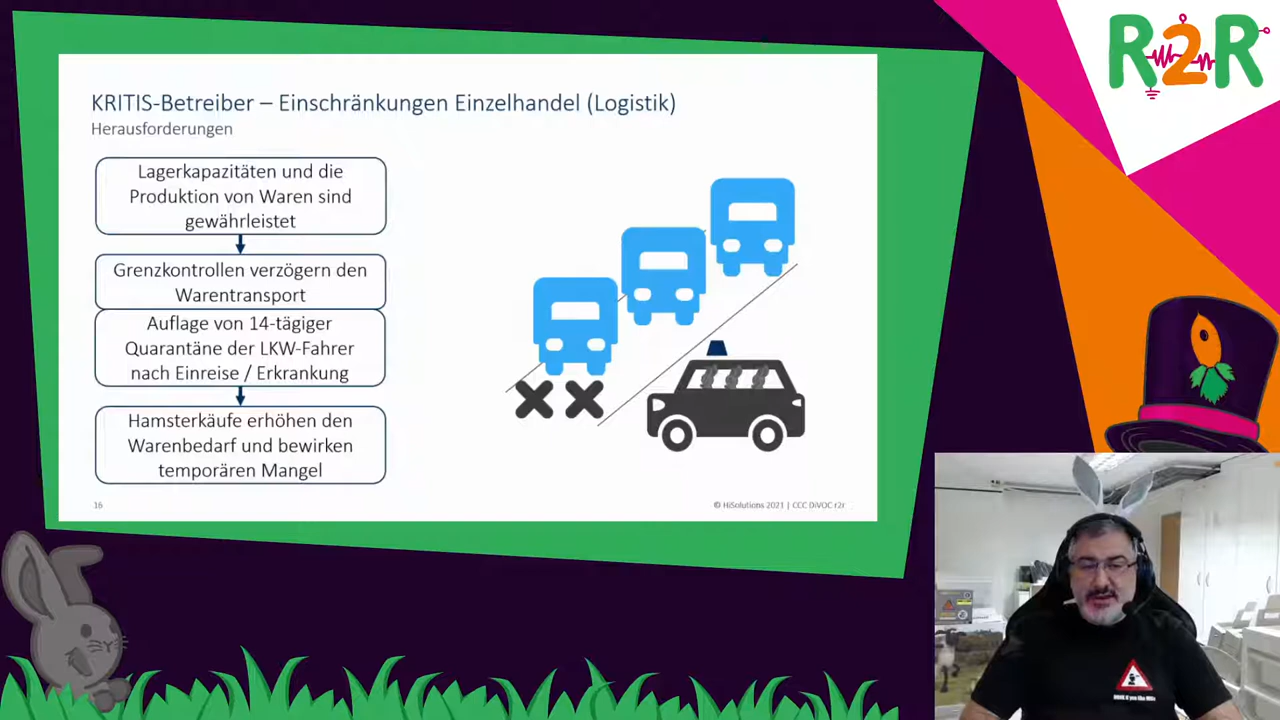 KRITIS-Betreiber – Einschränkungen Einzelhandel (Logistik)
Herausforderungen
Lagerkapazitäten und die
Produktion von Waren sind
gewährleistet
Grenzkontrollen verzögern den
Warentransport
Auflage von 14-tägiger
Quarantäne der LKW-Fahrer
nach Einreise / Erkrankung
Hamsterkäufe erhöhen den
Warenbedarf und bewirken
temporären Mangel
16
© HiSolutions 2021 | CCC DiVOC r2r
R2R